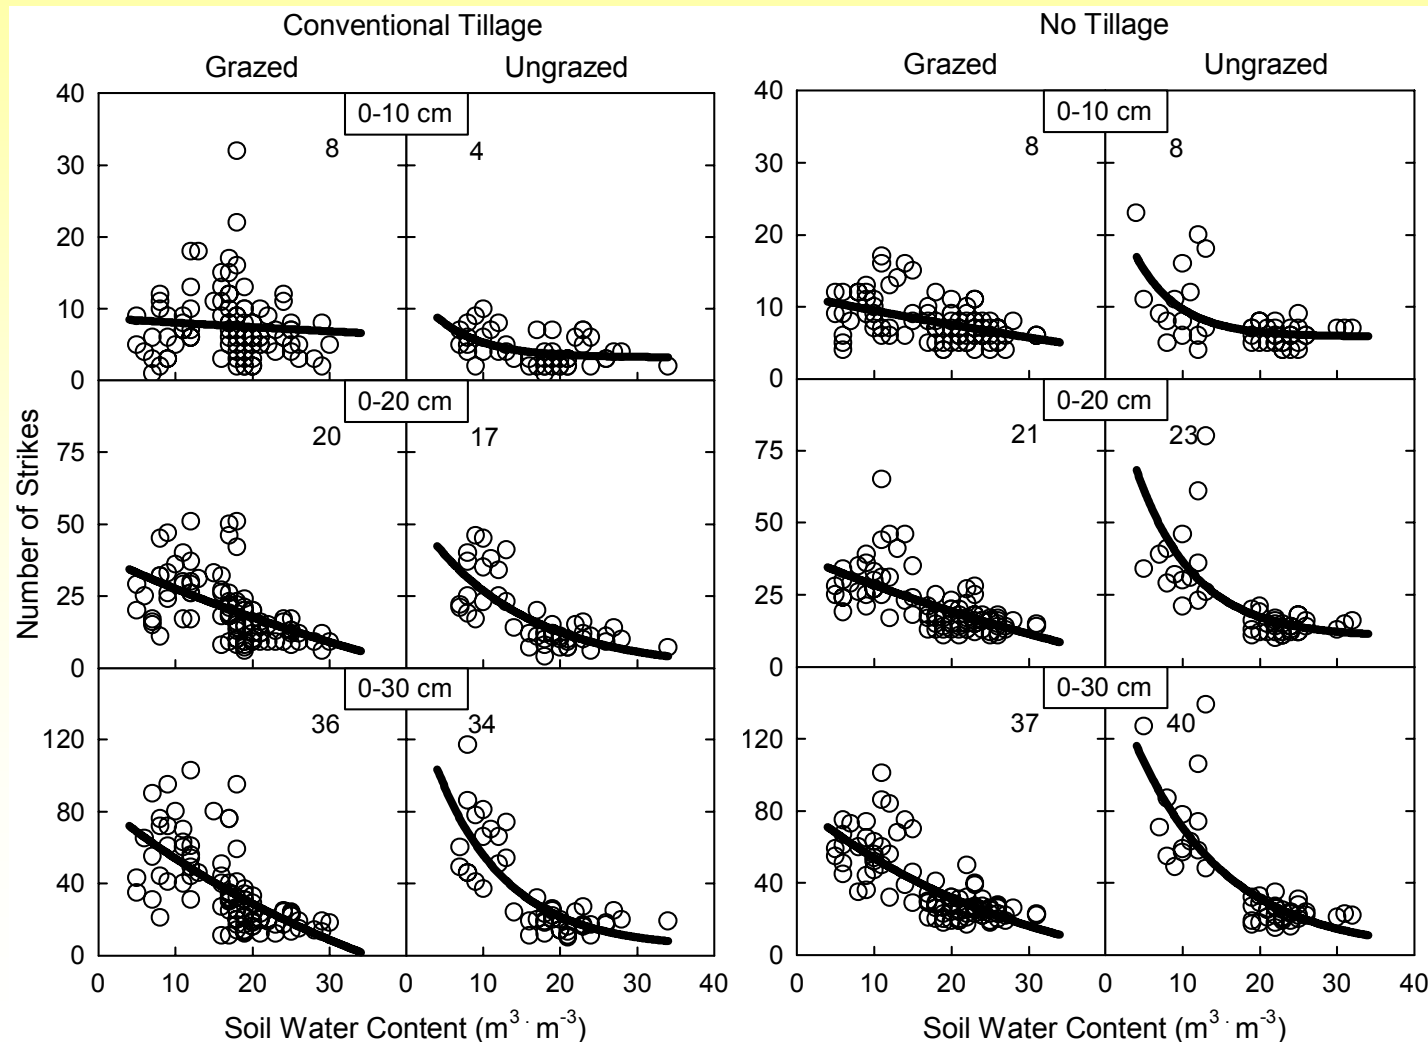 Conventional Tillage
No Tillage
Grazed
Ungrazed
Grazed
Ungrazed
40
30
20
10
0
0-10 cm
8
4
40
30
20
10
0
0-10 cm
8
8
Number of Strikes
75
50
25
0
0-20 cm
20
17
75
50
25
0
0-20 cm
21
23
120
80
40
0
0-30 cm
36
34
120
80
40
0
0-30 cm
37
40
0 10 20 30 0 10 20 30 40
0 10 20 30 0 10 20 30 40
Soil Water Content (m³ · m⁻³)
Soil Water Content (m³ · m⁻³)